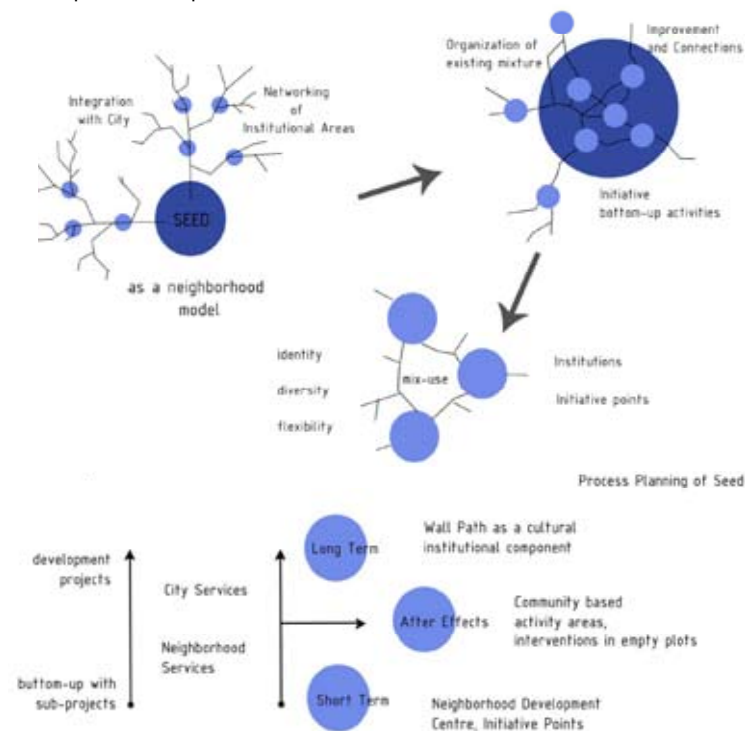 Integration
with City
Networking
of
Institutional Areas
SEED
as a neighborhood
model
Organization of
existing mixture
Improvement
and Connections
Initiative
bottom-up activities
identity
diversity
flexibility
mix-use
Institutions
Initiative points
Process Planning of Seed
development
projects
City Services
Neighborhood
Services
buttom-up with
sub-projects
Long Term
Wall Path as a cultural
institutional component
After Effects
Community based
activity areas,
interventions in empty plots
Short Term
Neighborhood Development
Centre, Initiative Points